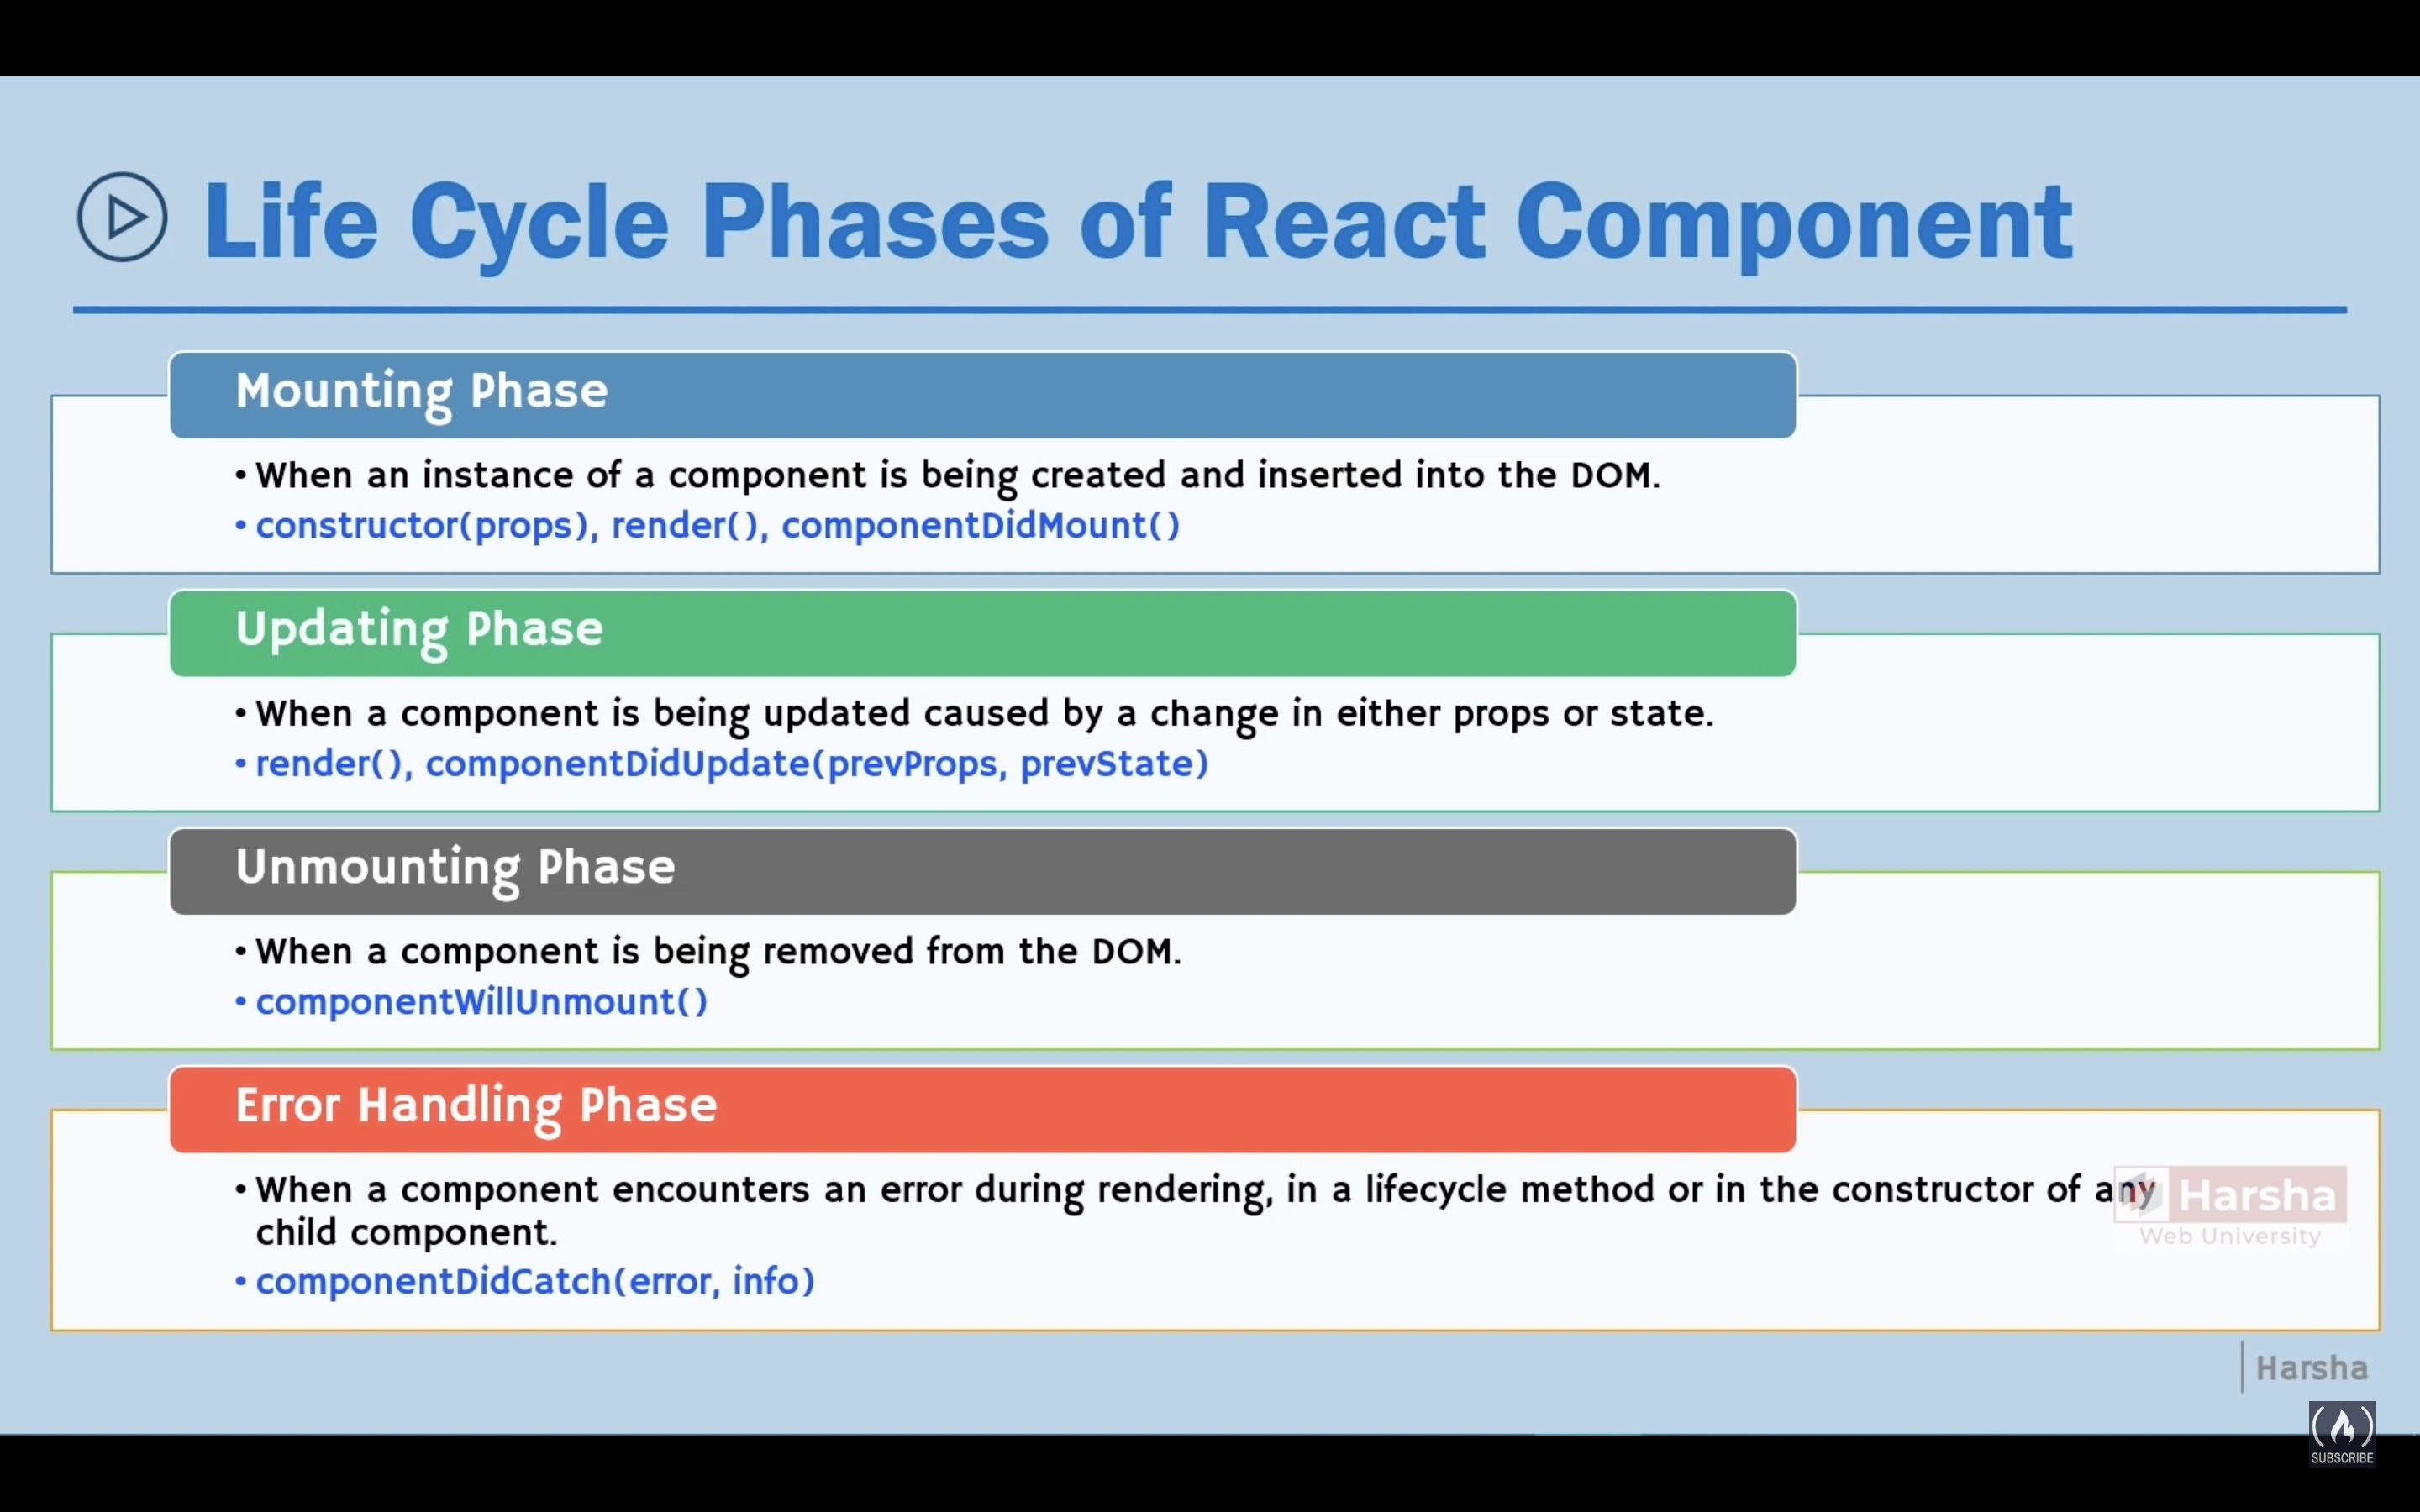 Life Cycle Phases of React Component
Mounting Phase
• When an instance of a component is being created and inserted into the DOM.
• constructor(props), render(), componentDidMount()
Updating Phase
• When a component is being updated caused by a change in either props or state.
• render(), componentDidUpdate(prevProps, prevState)
Unmounting Phase
• When a component is being removed from the DOM.
• componentWillUnmount()
Error Handling Phase
• When a component encounters an error during rendering, in a lifecycle method or in the constructor of any
child component.
• componentDidCatch(error, info)
Harsha
Web University
Harsha
SUBSCRIBE